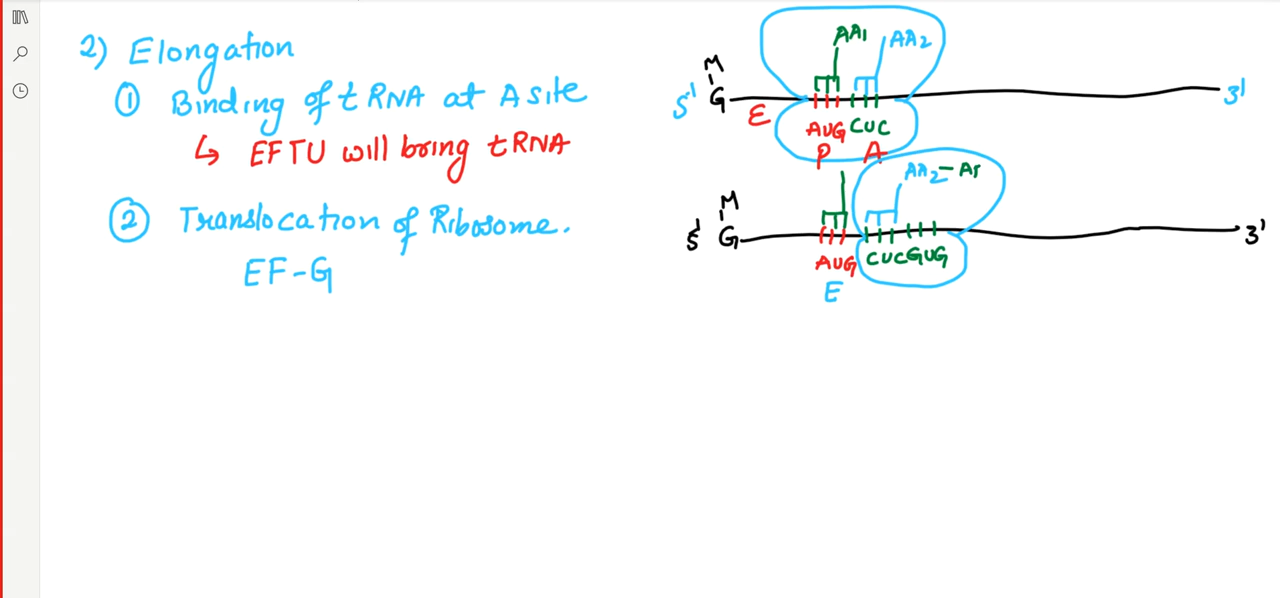 2) Elongation
① Binding of tRNA at A site
↳ EFTU will bring tRNA
② Translocation of Ribosome.
EF-G
AA1 AA2
M
5' G 3'
E AUG CUC
P A
AA2-A1
M
5' G 3'
AUG CUCGUG
E